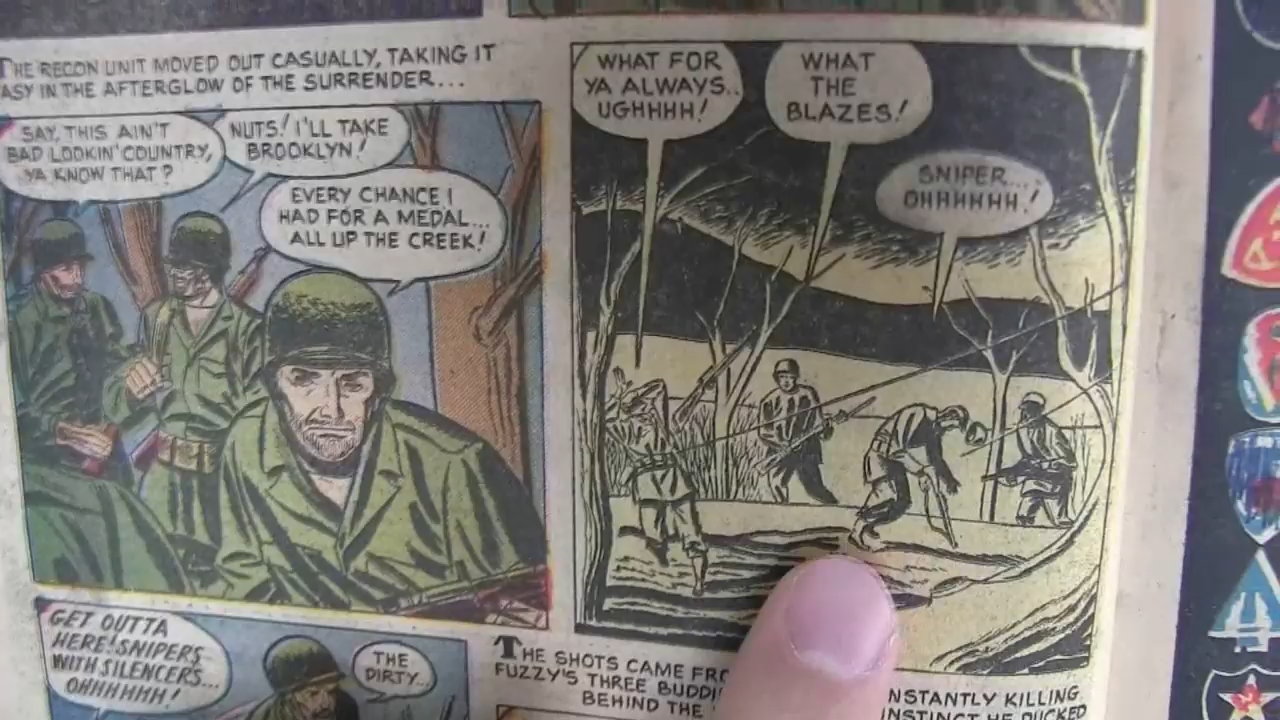 THE RECON UNIT MOVED OUT CASUALLY, TAKING IT
EASY IN THE AFTERGLOW OF THE SURRENDER...
SAY, THIS AIN'T
BAD LOOKIN' COUNTRY,
YA KNOW THAT?
NUTS! I'LL TAKE
BROOKLYN!
EVERY CHANCE I
HAD FOR A MEDAL...
ALL UP THE CREEK!
WHAT FOR
YA ALWAYS..
UGHHHH!
WHAT
THE
BLAZES!
SNIPER...
OHHHHHH!
GET OUTTA
HERE! SNIPERS
WITH SILENCERS...
OHHHHHH!
THE
DIRTY...
THE SHOTS CAME INSTANTLY KILLING
FUZZY'S THREE INSTINCT HE DUCKED
BEHIND THE